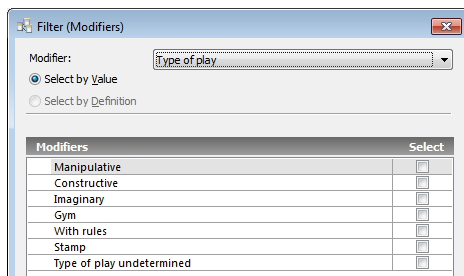 Filter (Modifiers)
Modifier: Type of play
Select by Value
Select by Definition
Modifiers Select
Manipulative
Constructive
Imaginary
Gym
With rules
Stamp
Type of play undetermined